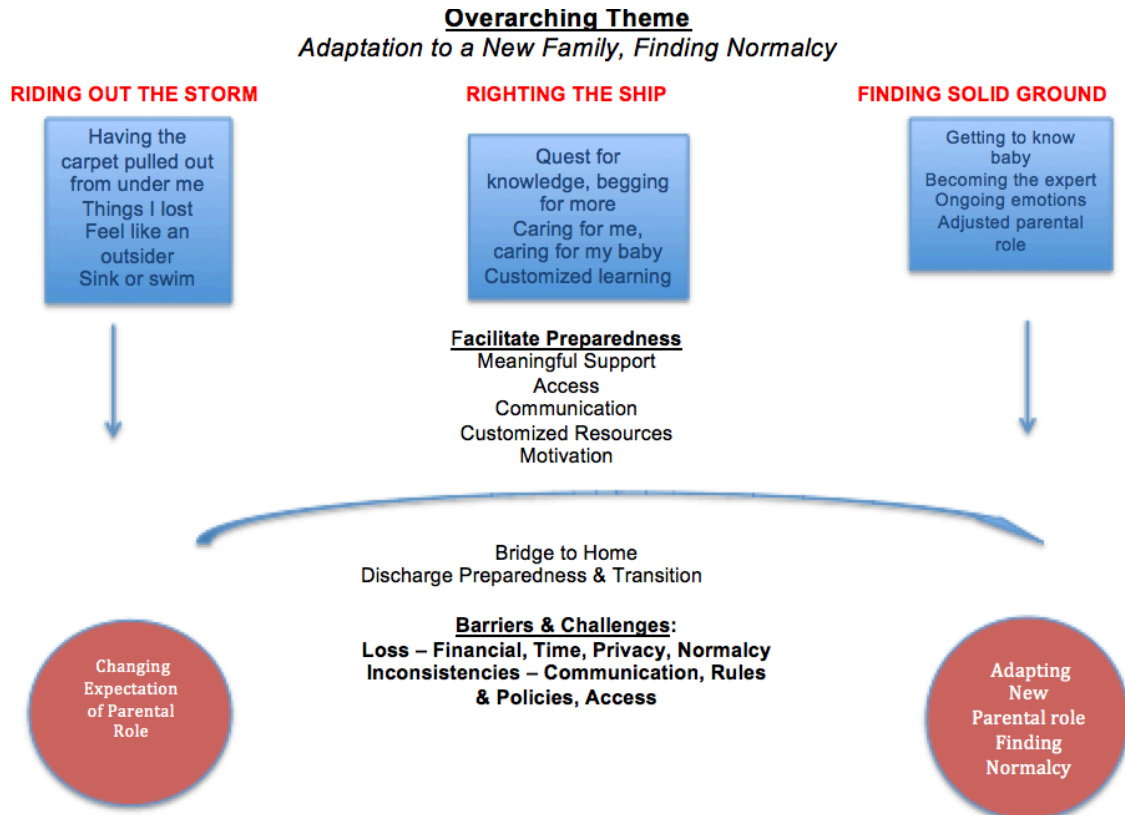 Overarching Theme
Adaptation to a New Family, Finding Normalcy
RIDING OUT THE STORM
Having the
carpet pulled out
from under me
Things I lost
Feel like an
outsider
Sink or swim
RIGHTING THE SHIP
Quest for
knowledge, begging
for more
Caring for me,
caring for my baby
Customized learning
FINDING SOLID GROUND
Getting to know
baby
Becoming the expert
Ongoing emotions
Adjusted parental
role
Facilitate Preparedness
Meaningful Support
Access
Communication
Customized Resources
Motivation
Bridge to Home
Discharge Preparedness & Transition
Barriers & Challenges:
Loss – Financial, Time, Privacy, Normalcy
Inconsistencies – Communication, Rules
& Policies, Access
Changing
Expectation
of Parental
Role
Adapting
New
Parental role
Finding
Normalcy